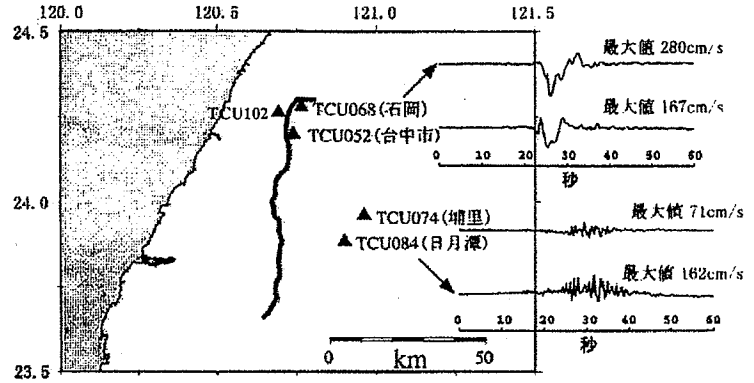 120.0 120.5 121.0 121.5
24.5
24.0
23.5
TCU102
TCU068(石岡)
TCU052(台中市)
TCU074(埔里)
TCU084(日月潭)
0 km 50
最大値 280cm/s
最大値 167cm/s
0 10 20 30 40 50 60
秒
最大値 71cm/s
最大値 162cm/s
0 10 20 30 40 50 60
秒